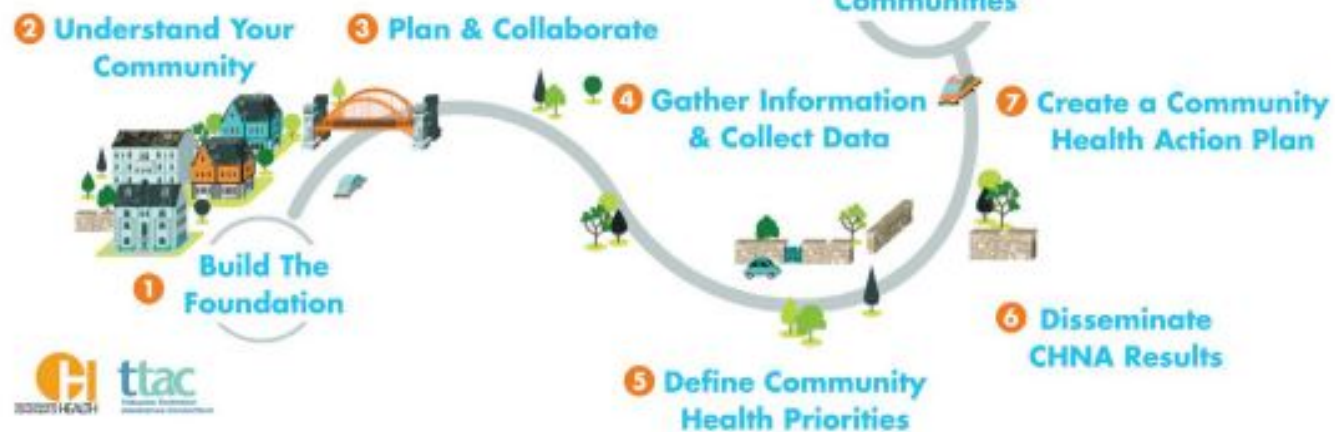 Communities
2 Understand Your
Community
3 Plan & Collaborate
4 Gather Information
& Collect Data
7 Create a Community
Health Action Plan
1 Build The
Foundation
6 Disseminate
CHNA Results
5 Define Community
Health Priorities
CHI
ttac